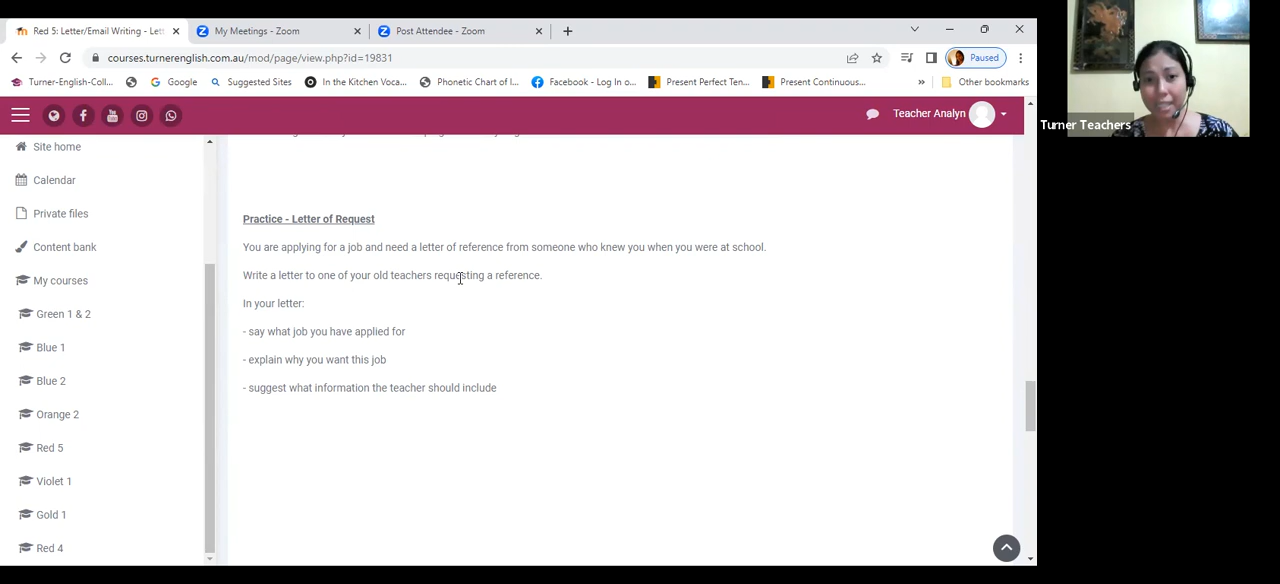 Red 5: Letter/Email Writing - Let
My Meetings - Zoom
Post Attendee - Zoom
courses.turnerenglish.com.au/mod/page/view.php?id=19831
Paused
Turner-English-Coll...
Google
Suggested Sites
In the Kitchen Voca...
Phonetic Chart of I...
Facebook - Log In o...
Present Perfect Ten...
Present Continuous...
»
Other bookmarks
Teacher Analyn
Turner Teachers
Site home
Calendar
Private files
Content bank
My courses
Green 1 & 2
Blue 1
Blue 2
Orange 2
Red 5
Violet 1
Gold 1
Red 4
Practice - Letter of Request
You are applying for a job and need a letter of reference from someone who knew you when you were at school.
Write a letter to one of your old teachers requesting a reference.
In your letter:
- say what job you have applied for
- explain why you want this job
- suggest what information the teacher should include